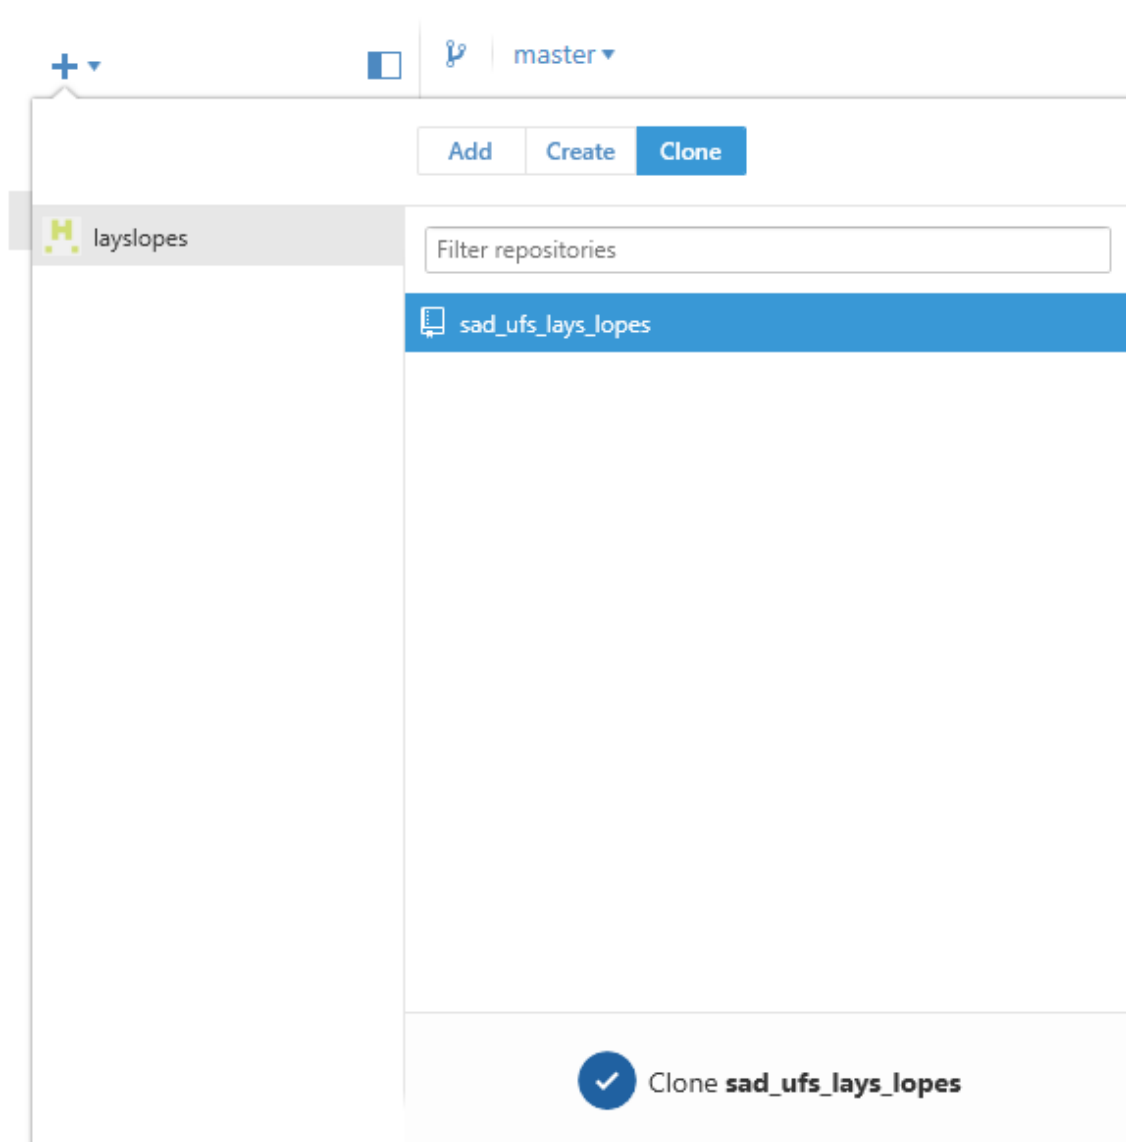 master
Add Create Clone
layslopes
Filter repositories
sad_ufs_lays_lopes
Clone sad_ufs_lays_lopes